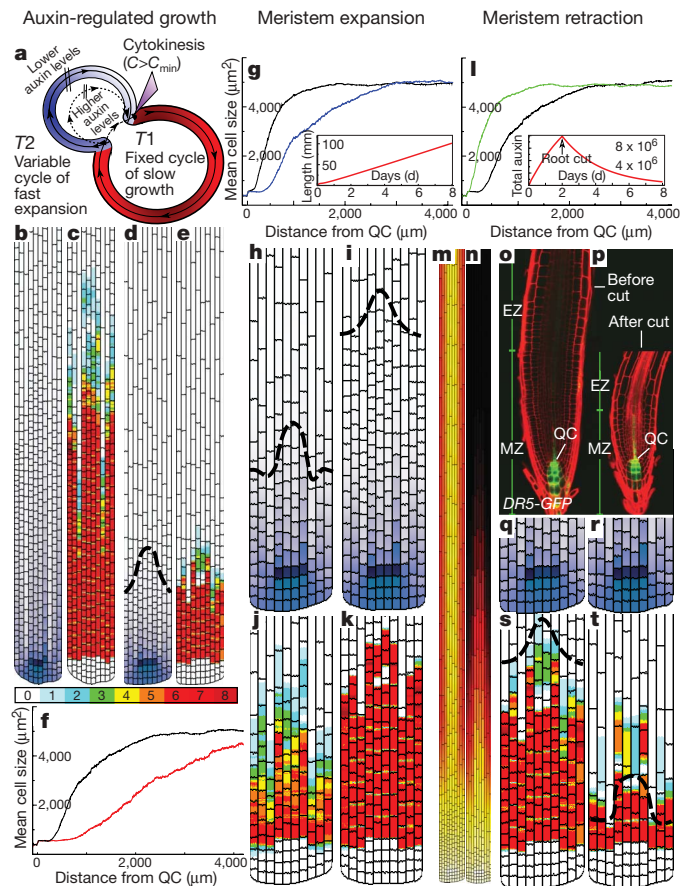 Auxin-regulated growth
Meristem expansion
Meristem retraction
a
Lower auxin levels
Higher
auxin
levels
Cytokinesis
(C>Cmin)
T2
Variable
cycle of
fast
expansion
T1
Fixed cycle
of slow
growth
g
Mean cell size (μm²)
4,000
2,000
Length (mm)
100
50
0
Days (d)
8
0
2,000
4,000
Distance from QC (μm)
l
Mean cell size (μm²)
4,000
2,000
Total auxin
8 × 10⁶
4 × 10⁶
Root cut
Days (d)
0
2
4
6
8
0
2,000
4,000
Distance from QC (μm)
b
c
d
e
0 1 2 3 4 5 6 7 8
f
Mean cell size (μm²)
4,000
2,000
0
2,000
4,000
Distance from QC (μm)
h
i
j
k
m
n
o
p
EZ
MZ
QC
DR5-GFP
Before
cut
After cut
EZ
MZ
QC
q
r
s
t